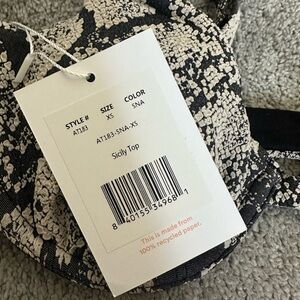 STYLE # SIZE COLOR
AT183 XS SNA
AT183-SNA-XS
Sicily Top
8 40155 34968 1
This is made from
100% recycled paper.